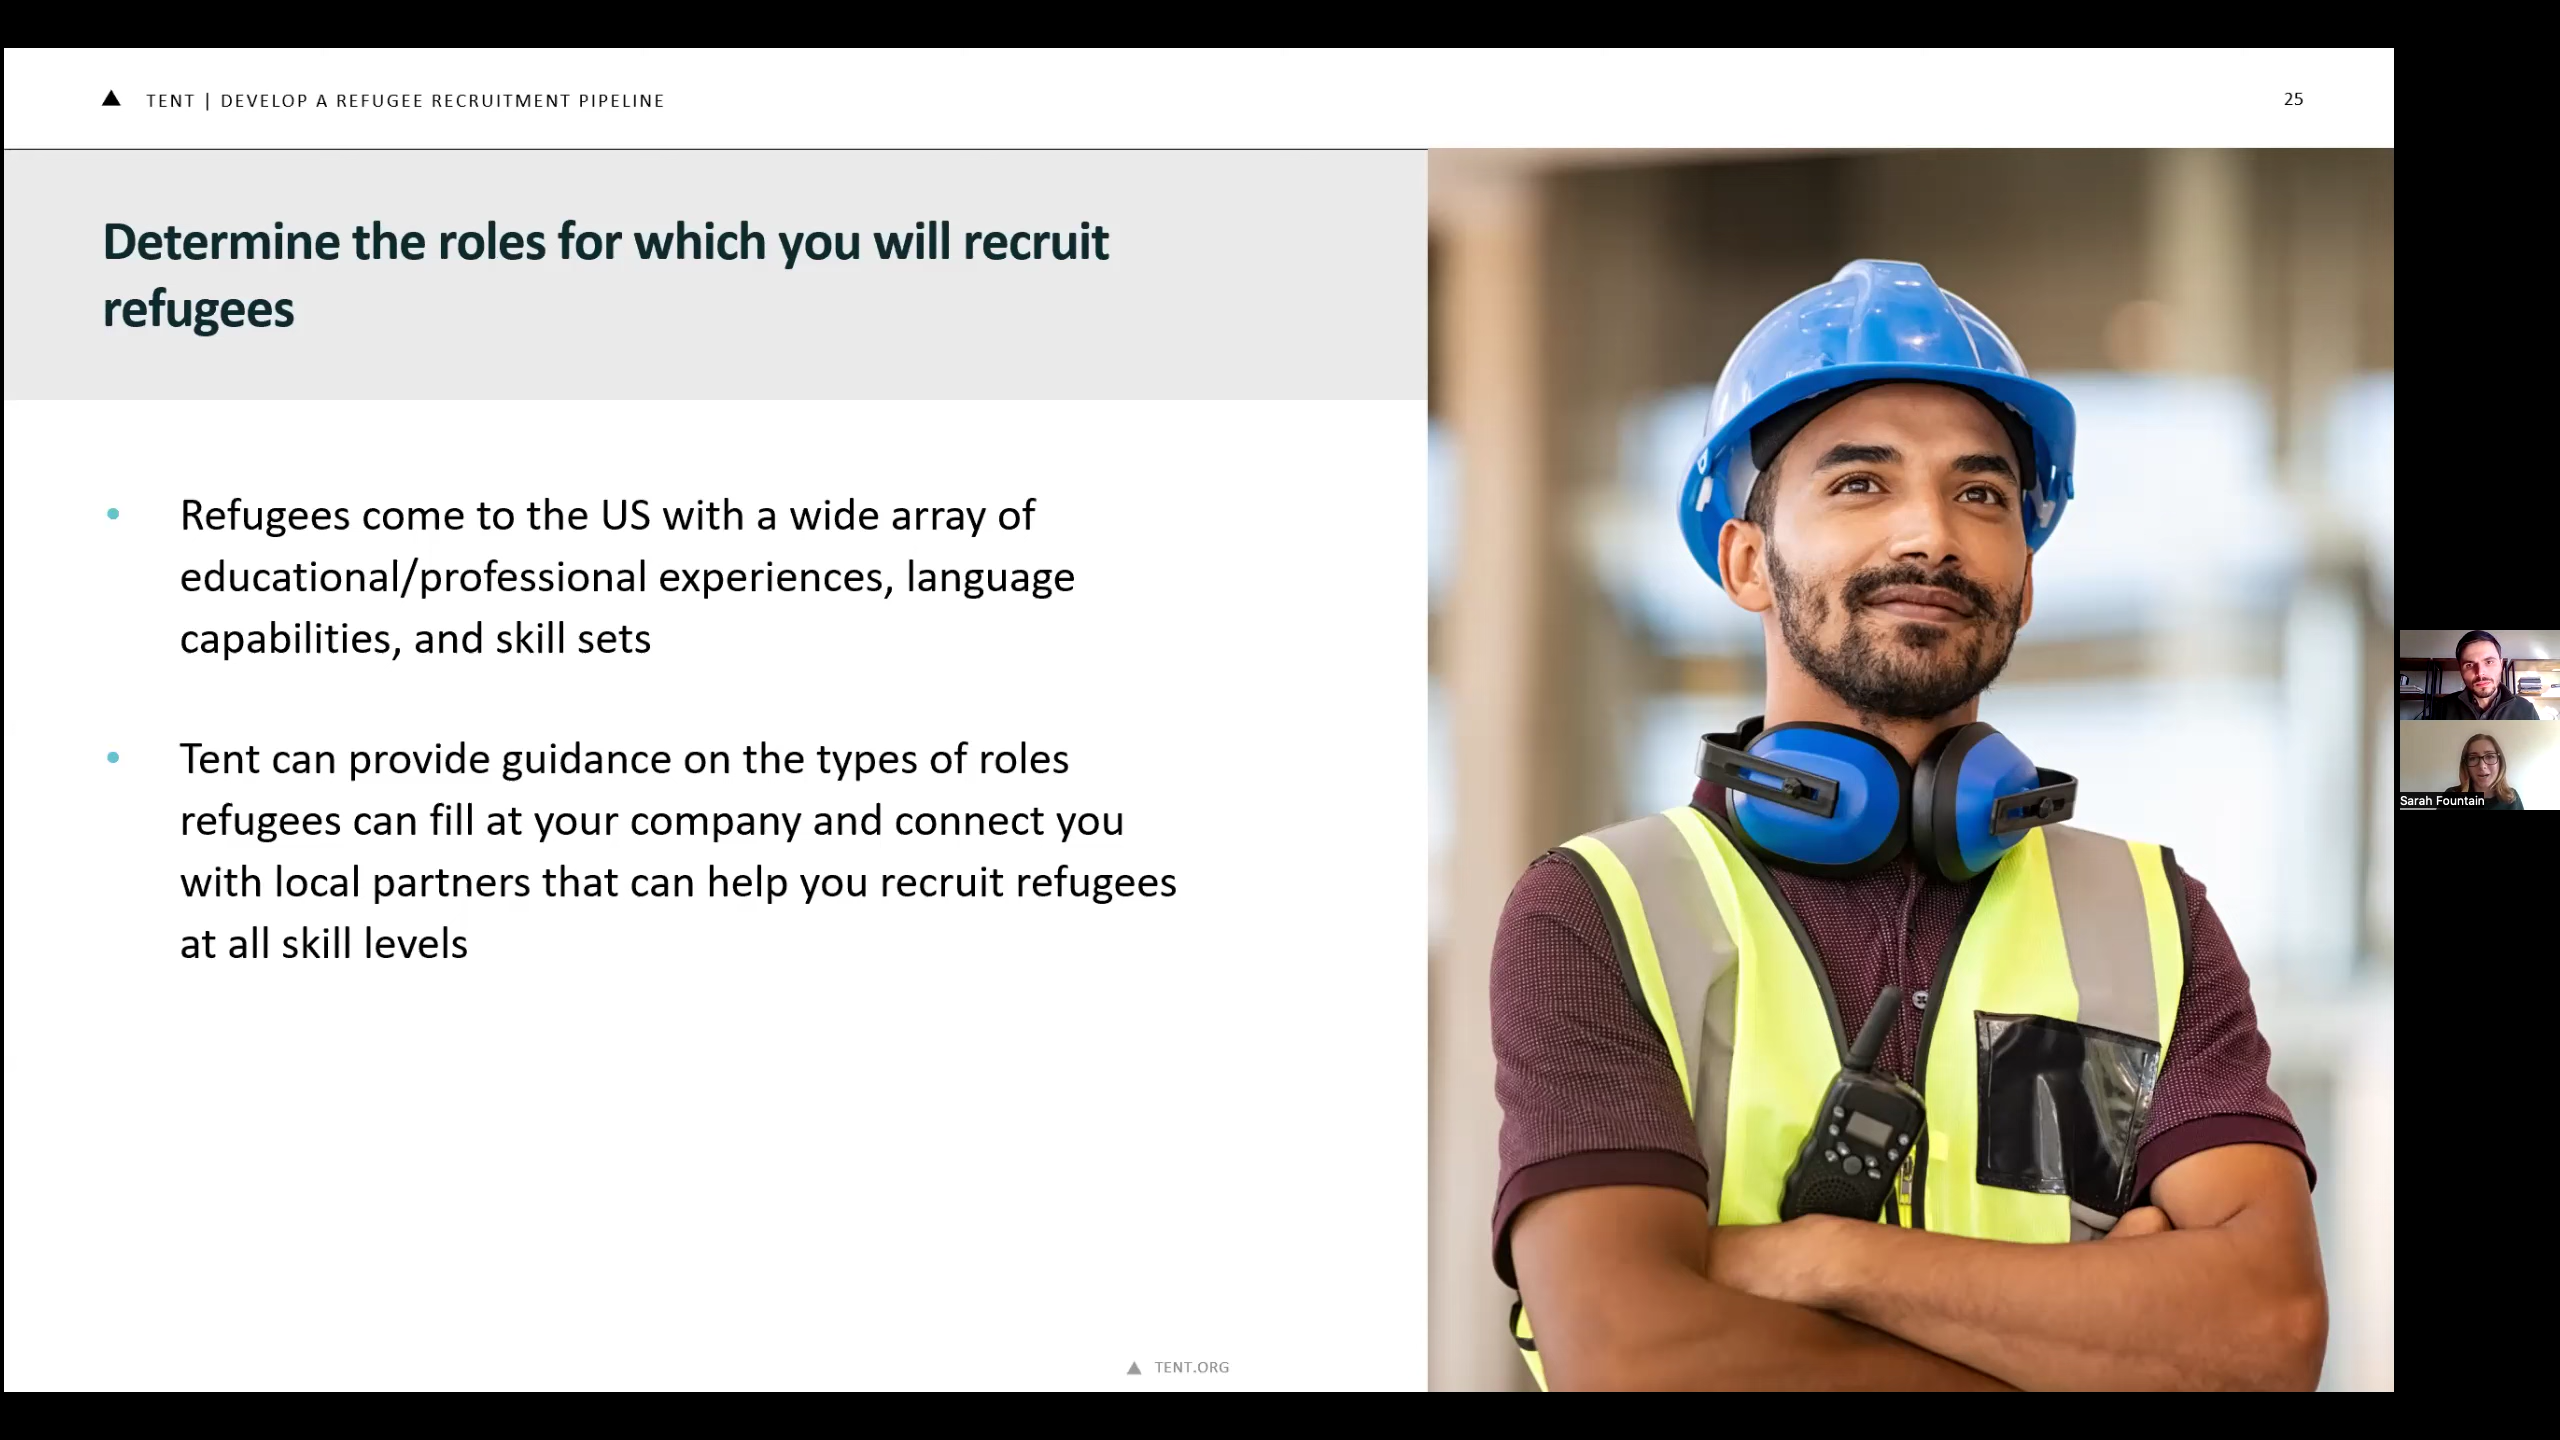 TENT | DEVELOP A REFUGEE RECRUITMENT PIPELINE
25
Determine the roles for which you will recruit
refugees
• Refugees come to the US with a wide array of
educational/professional experiences, language
capabilities, and skill sets
• Tent can provide guidance on the types of roles
refugees can fill at your company and connect you
with local partners that can help you recruit refugees
at all skill levels
TENT.ORG
Sarah Fountain